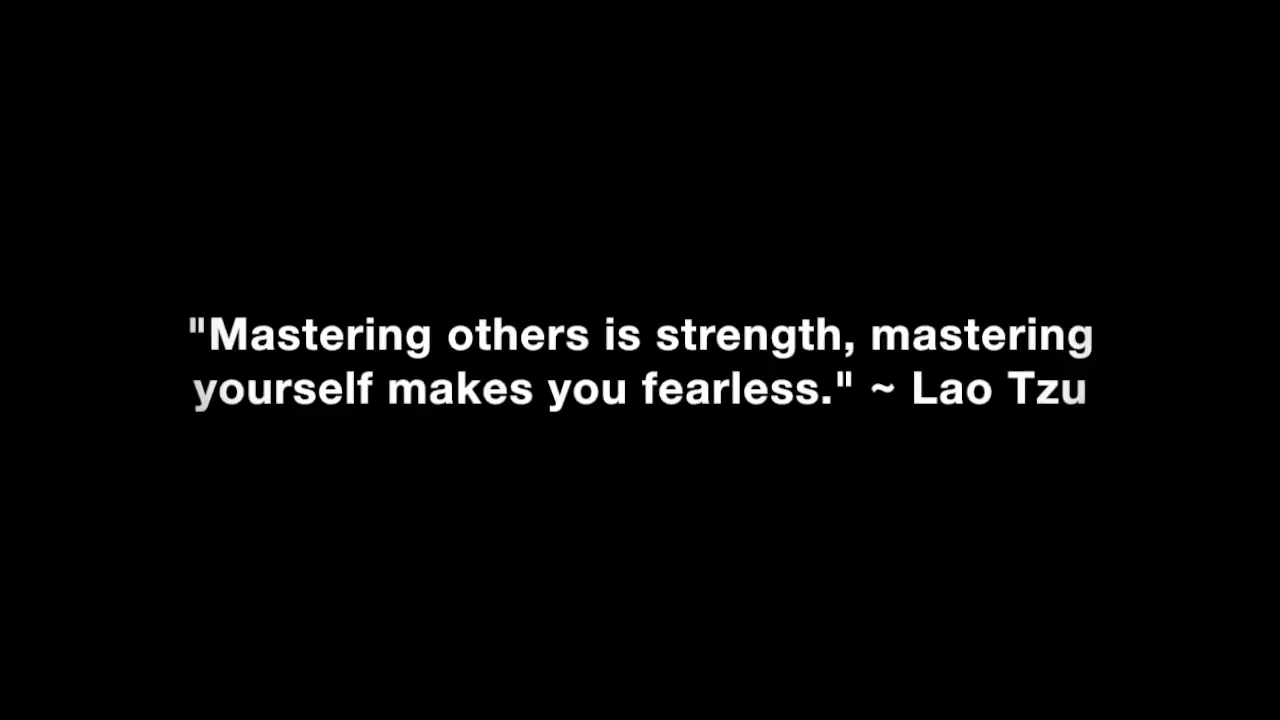 "Mastering others is strength, mastering
yourself makes you fearless." ~ Lao Tzu